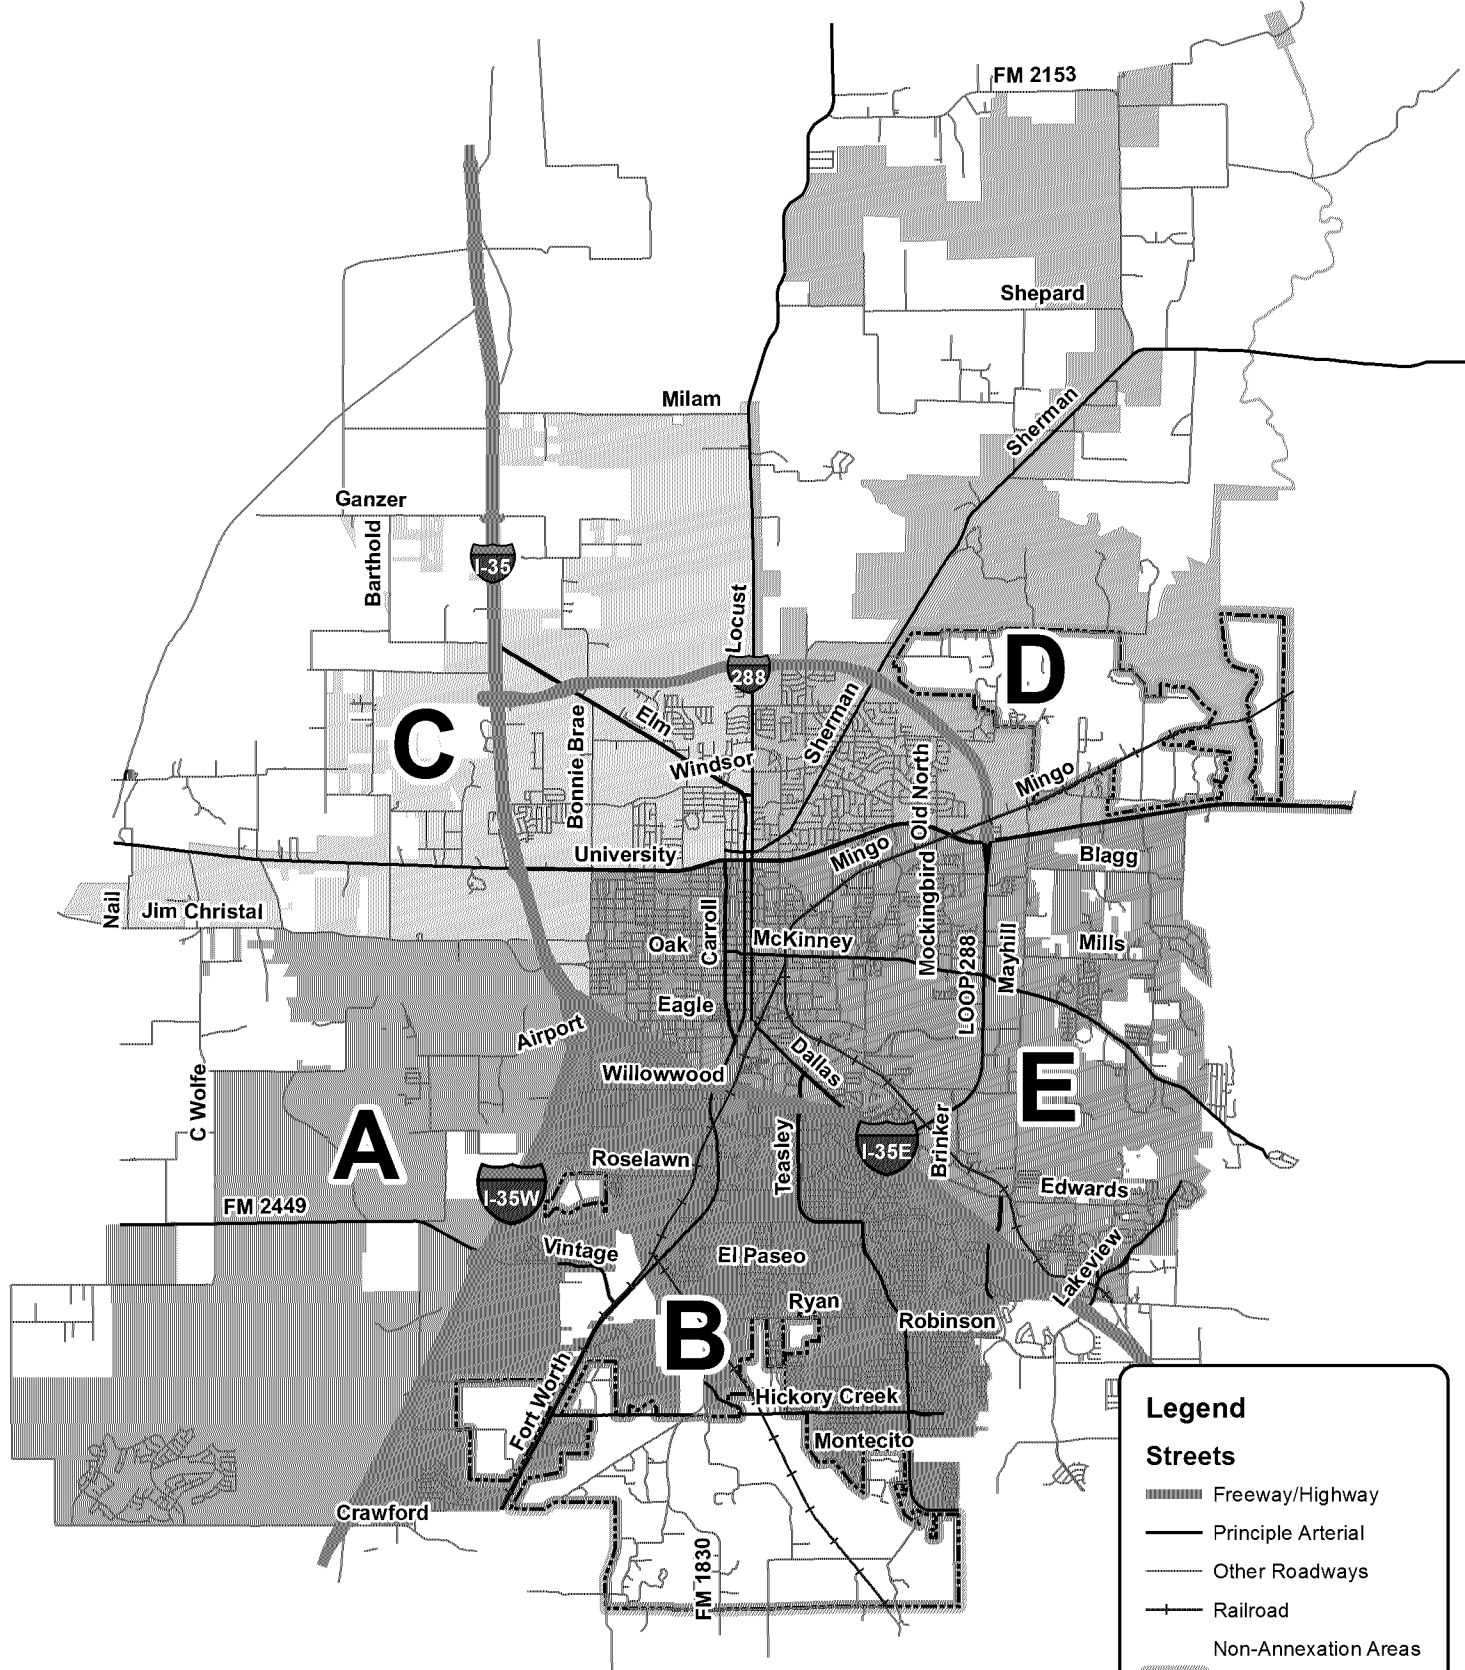 FM 2153
Shepard
Milam
Sherman
Ganzer
Barthold
I-35
Locust
288
D
C
Elm
Sherman
Bonnie Brae
Windsor
Old North
Mingo
University
Mingo
Blagg
Nail
Jim Christal
Oak
Carroll
McKinney
Mockingbird
LOOP 288
Mayhill
Mills
Eagle
Airport
Dallas
C Wolfe
Willowwood
E
A
Teasley
I-35E
Brinker
Roselawn
I-35W
Edwards
FM 2449
Vintage
El Paseo
Lakeview
Ryan
B
Robinson
Fort Worth
Hickory Creek
Montecito
Crawford
FM 1830
Legend
Streets
Freeway/Highway
Principle Arterial
Other Roadways
Railroad
Non-Annexation Areas